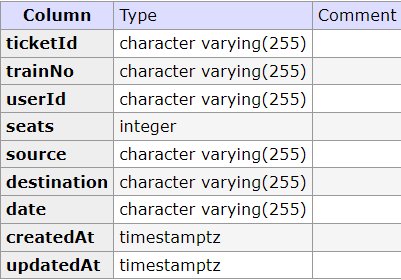 Column Type Comment
ticketId character varying(255)
trainNo character varying(255)
userId character varying(255)
seats integer
source character varying(255)
destination character varying(255)
date character varying(255)
createdAt timestamptz
updatedAt timestamptz